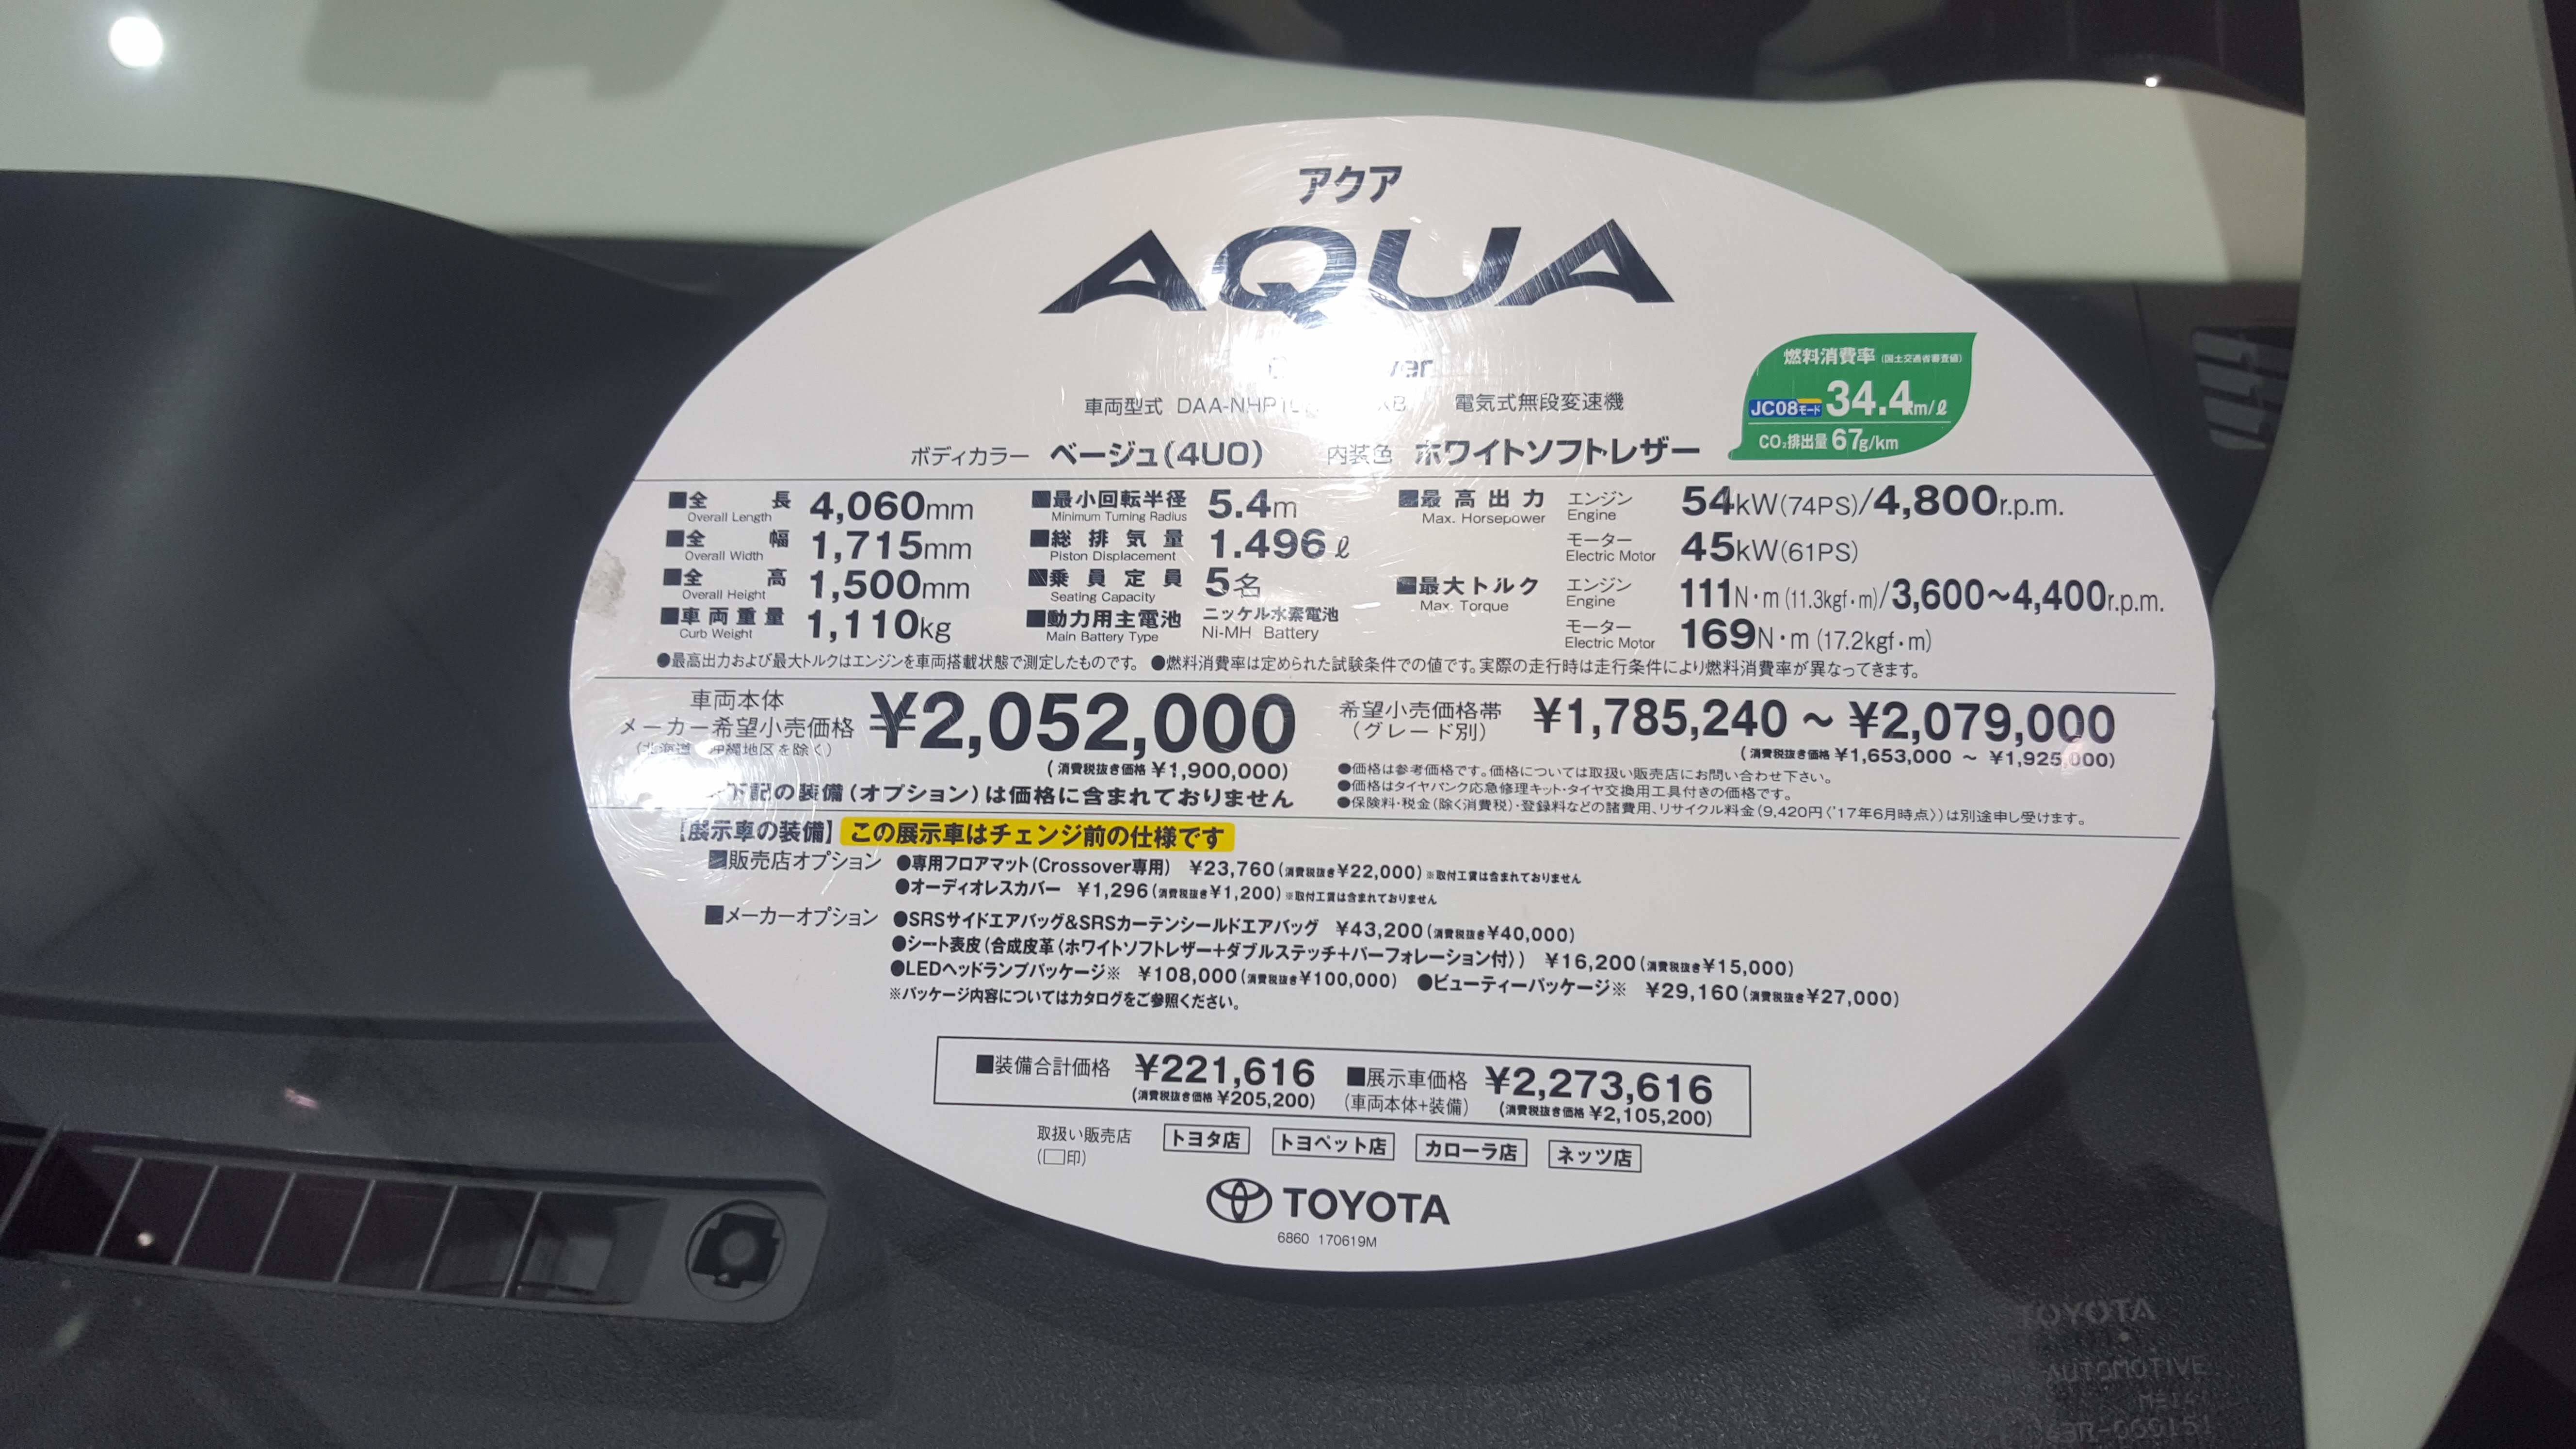 アクア
AQUA
車両型式 DAA- 電気式無段変速機
燃料消費率 (国土交通省審査値)
JC08モード 34.4km/ℓ
CO₂排出量 67g/km
ボディカラー ベージュ(4U0) 内装色 ホワイトソフトレザー
■全長 Overall Length 4,060mm
■全幅 Overall Width 1,715mm
■全高 Overall Height 1,500mm
■車両重量 Curb Weight 1,110kg
■最小回転半径 Minimum Turning Radius 5.4m
■総排気量 Piston Displacement 1.496ℓ
■乗員定員 Seating Capacity 5名
■動力用主電池 Main Battery Type ニッケル水素電池 Ni-MH Battery
■最高出力 Max. Horsepower エンジン Engine 54kW(74PS)/4,800r.p.m.
モーター Electric Motor 45kW(61PS)
■最大トルク Max. Torque エンジン Engine 111N・m(11.3kgf・m)/3,600~4,400r.p.m.
モーター Electric Motor 169N・m(17.2kgf・m)
●最高出力および最大トルクはエンジンを車両搭載状態で測定したものです。 ●燃料消費率は定められた試験条件での値です。実際の走行時は走行条件により燃料消費率が異なってきます。
車両本体
メーカー希望小売価格 ¥2,052,000
(北海道 沖縄地区を除く)
(消費税抜き価格 ¥1,900,000)
下記の装備(オプション)は価格に含まれておりません
希望小売価格帯 ¥1,785,240 ~ ¥2,079,000
(グレード別)
(消費税抜き価格 ¥1,653,000 ~ ¥1,925,000)
●価格は参考価格です。価格については取扱い販売店にお問い合わせ下さい。
●価格はタイヤパンク応急修理キット・タイヤ交換用工具付きの価格です。
●保険料・税金(除く消費税)・登録料などの諸費用、リサイクル料金(9,420円〈'17年6月時点〉)は別途申し受けます。
【展示車の装備】 この展示車はチェンジ前の仕様です
■販売店オプション ●専用フロアマット(Crossover専用) ¥23,760(消費税抜き¥22,000)※取付工賃は含まれておりません
●オーディオレスカバー ¥1,296(消費税抜き¥1,200)※取付工賃は含まれておりません
■メーカーオプション ●SRSサイドエアバッグ&SRSカーテンシールドエアバッグ ¥43,200(消費税抜き¥40,000)
●シート表皮(合成皮革〈ホワイトソフトレザー+ダブルステッチ+パーフォレーション付〉) ¥16,200(消費税抜き¥15,000)
●LEDヘッドランプパッケージ※ ¥108,000(消費税抜き¥100,000) ●ビューティーパッケージ※ ¥29,160(消費税抜き¥27,000)
※パッケージ内容についてはカタログをご参照ください。
■装備合計価格 ¥221,616
(消費税抜き価格 ¥205,200)
■展示車価格 ¥2,273,616
(車両本体+装備) (消費税抜き価格 ¥2,105,200)
取扱い販売店 トヨタ店 トヨペット店 カローラ店 ネッツ店
(□印)
TOYOTA
6860 170619M
TOYOTA
AUTOMOTIVE